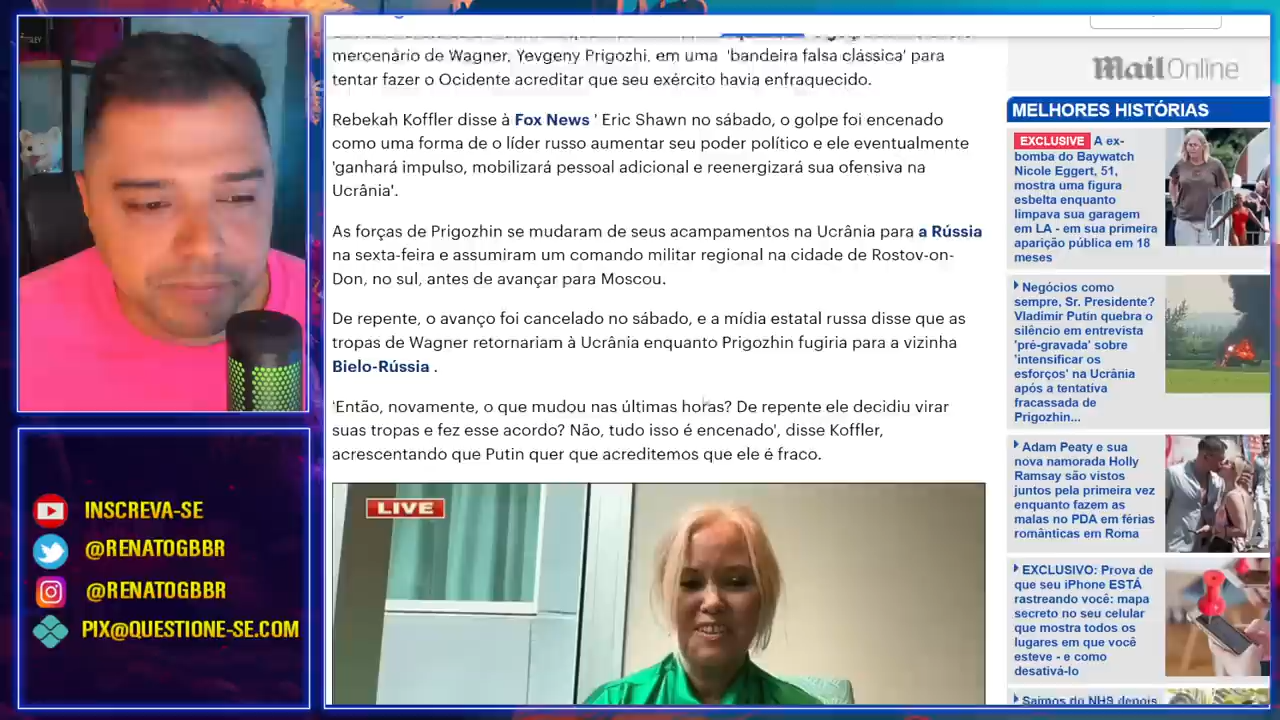 mercenário de Wagner, Yevgeny Prigozhi, em uma 'bandeira falsa clássica' para
tentar fazer o Ocidente acreditar que seu exército havia enfraquecido.
Rebekah Koffler disse à Fox News ' Eric Shawn no sábado, o golpe foi encenado
como uma forma de o líder russo aumentar seu poder político e ele eventualmente
'ganhará impulso, mobilizará pessoal adicional e reenergizará sua ofensiva na
Ucrânia'.
As forças de Prigozhin se mudaram de seus acampamentos na Ucrânia para a Rússia
na sexta-feira e assumiram um comando militar regional na cidade de Rostov-on-
Don, no sul, antes de avançar para Moscou.
De repente, o avanço foi cancelado no sábado, e a mídia estatal russa disse que as
tropas de Wagner retornariam à Ucrânia enquanto Prigozhin fugiria para a vizinha
Bielo-Rússia .
'Então, novamente, o que mudou nas últimas horas? De repente ele decidiu virar
suas tropas e fez esse acordo? Não, tudo isso é encenado', disse Koffler,
acrescentando que Putin quer que acreditemos que ele é fraco.
LIVE
Mail Online
MELHORES HISTÓRIAS
EXCLUSIVE A ex-
bomba do Baywatch
Nicole Eggert, 51,
mostra uma figura
esbelta enquanto
limpava sua garagem
em LA - em sua primeira
aparição pública em 18
meses
Negócios como
sempre, Sr. Presidente?
Vladimir Putin quebra o
silêncio em entrevista
'pré-gravada' sobre
'intensificar os
esforços' na Ucrânia
após a tentativa
fracassada de
Prigozhin...
Adam Peaty e sua
nova namorada Holly
Ramsay são vistos
juntos pela primeira vez
enquanto fazem as
malas no PDA em férias
românticas em Roma
EXCLUSIVO: Prova de
que seu iPhone ESTÁ
rastreando você: mapa
secreto no seu celular
que mostra todos os
lugares em que você
esteve - e como
desativá-lo
Saímos do NHS depois
INSCREVA-SE
@RENATOGBBR
@RENATOGBBR
PIX@QUESTIONE-SE.COM